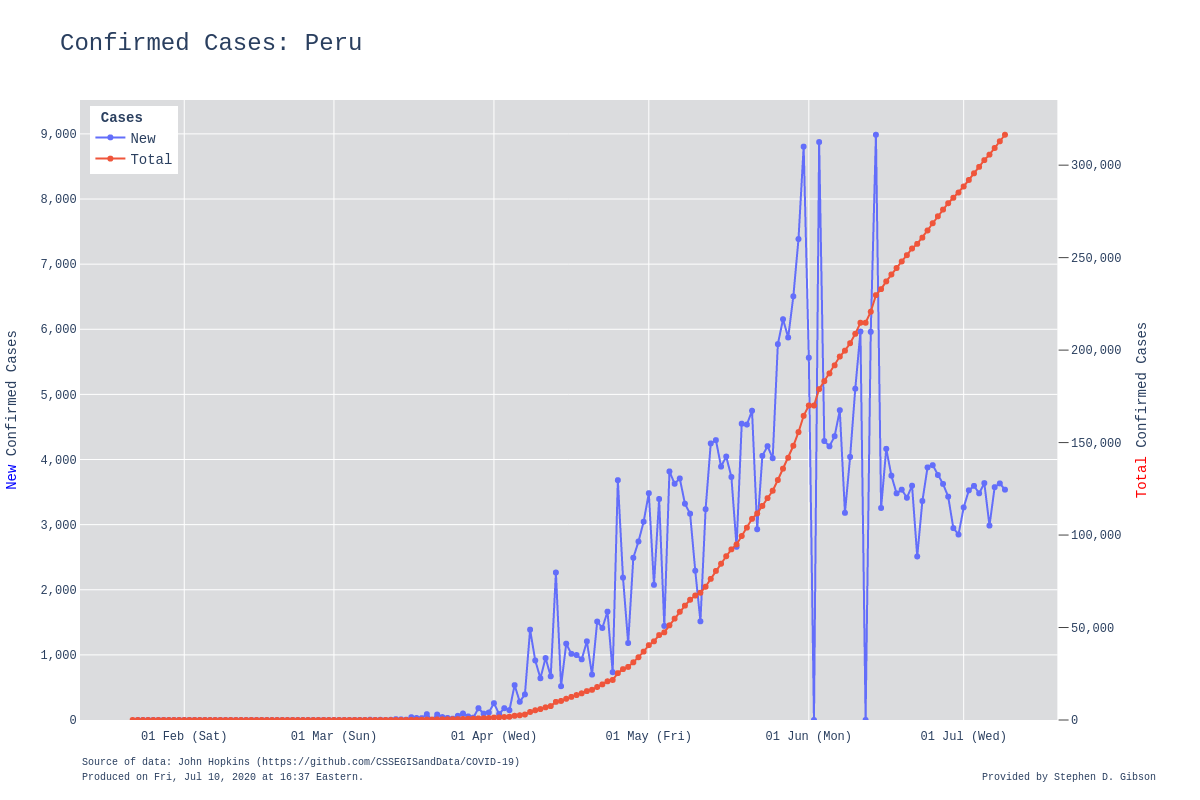 Confirmed Cases: Peru
Cases
New
Total
9,000
8,000
7,000
6,000
5,000
4,000
3,000
2,000
1,000
0
New Confirmed Cases
300,000
250,000
200,000
150,000
100,000
50,000
0
Total Confirmed Cases
01 Feb (Sat)
01 Mar (Sun)
01 Apr (Wed)
01 May (Fri)
01 Jun (Mon)
01 Jul (Wed)
Source of data: John Hopkins (https://github.com/CSSEGISandData/COVID-19)
Produced on Fri, Jul 10, 2020 at 16:37 Eastern.
Provided by Stephen D. Gibson